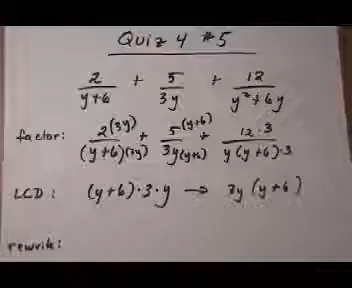 Quiz 4 #5
2/(y+6) + 5/(3y) + 12/(y²+6y)
factor: 2(3y)/((y+6)(3y)) + 5(y+6)/(3y(y+6)) + 12·3/(y(y+6)·3)
LCD: (y+6)·3·y → 3y(y+6)
rewrite: